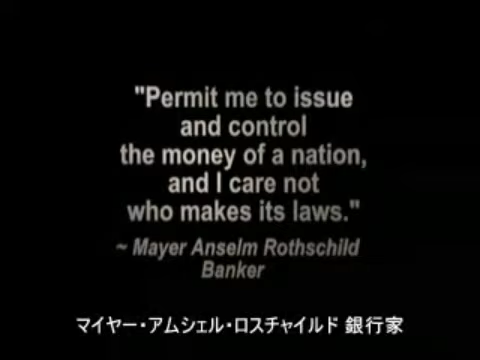 "Permit me to issue
and control
the money of a nation,
and I care not
who makes its laws."
~ Mayer Anselm Rothschild
Banker
マイヤー・アムシェル・ロスチャイルド 銀行家